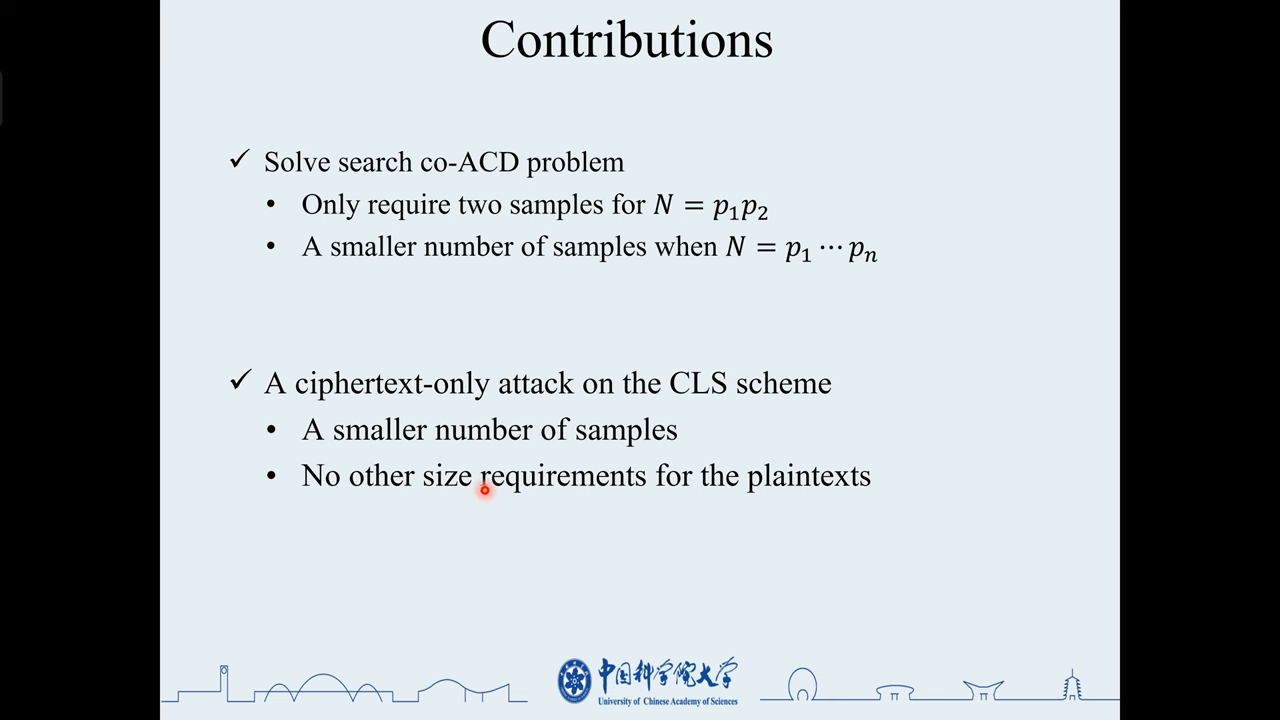 Contributions
✓ Solve search co-ACD problem
• Only require two samples for 𝑁 = 𝑝₁𝑝₂
• A smaller number of samples when 𝑁 = 𝑝₁ ⋯ 𝑝ₙ
✓ A ciphertext-only attack on the CLS scheme
• A smaller number of samples
• No other size requirements for the plaintexts
中国科学院大学
University of Chinese Academy of Sciences